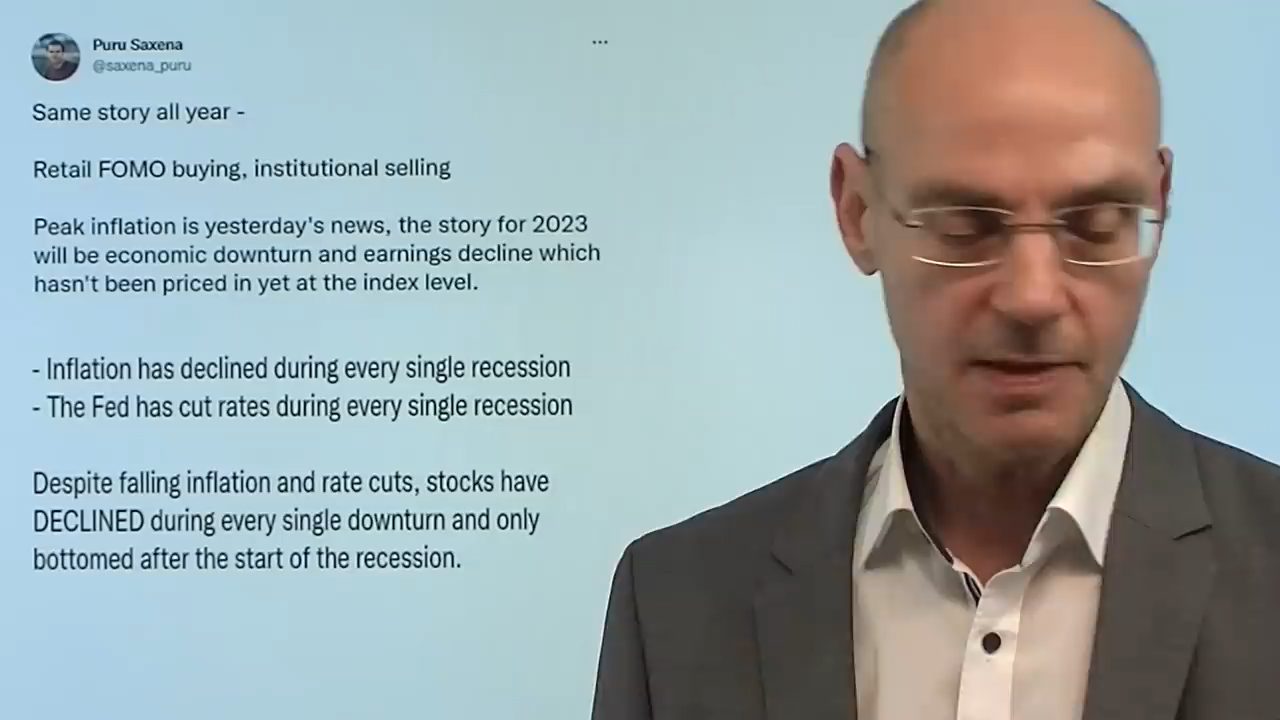 Puru Saxena
@saxena_puru
...
Same story all year -
Retail FOMO buying, institutional selling
Peak inflation is yesterday's news, the story for 2023
will be economic downturn and earnings decline which
hasn't been priced in yet at the index level.
- Inflation has declined during every single recession
- The Fed has cut rates during every single recession
Despite falling inflation and rate cuts, stocks have
DECLINED during every single downturn and only
bottomed after the start of the recession.